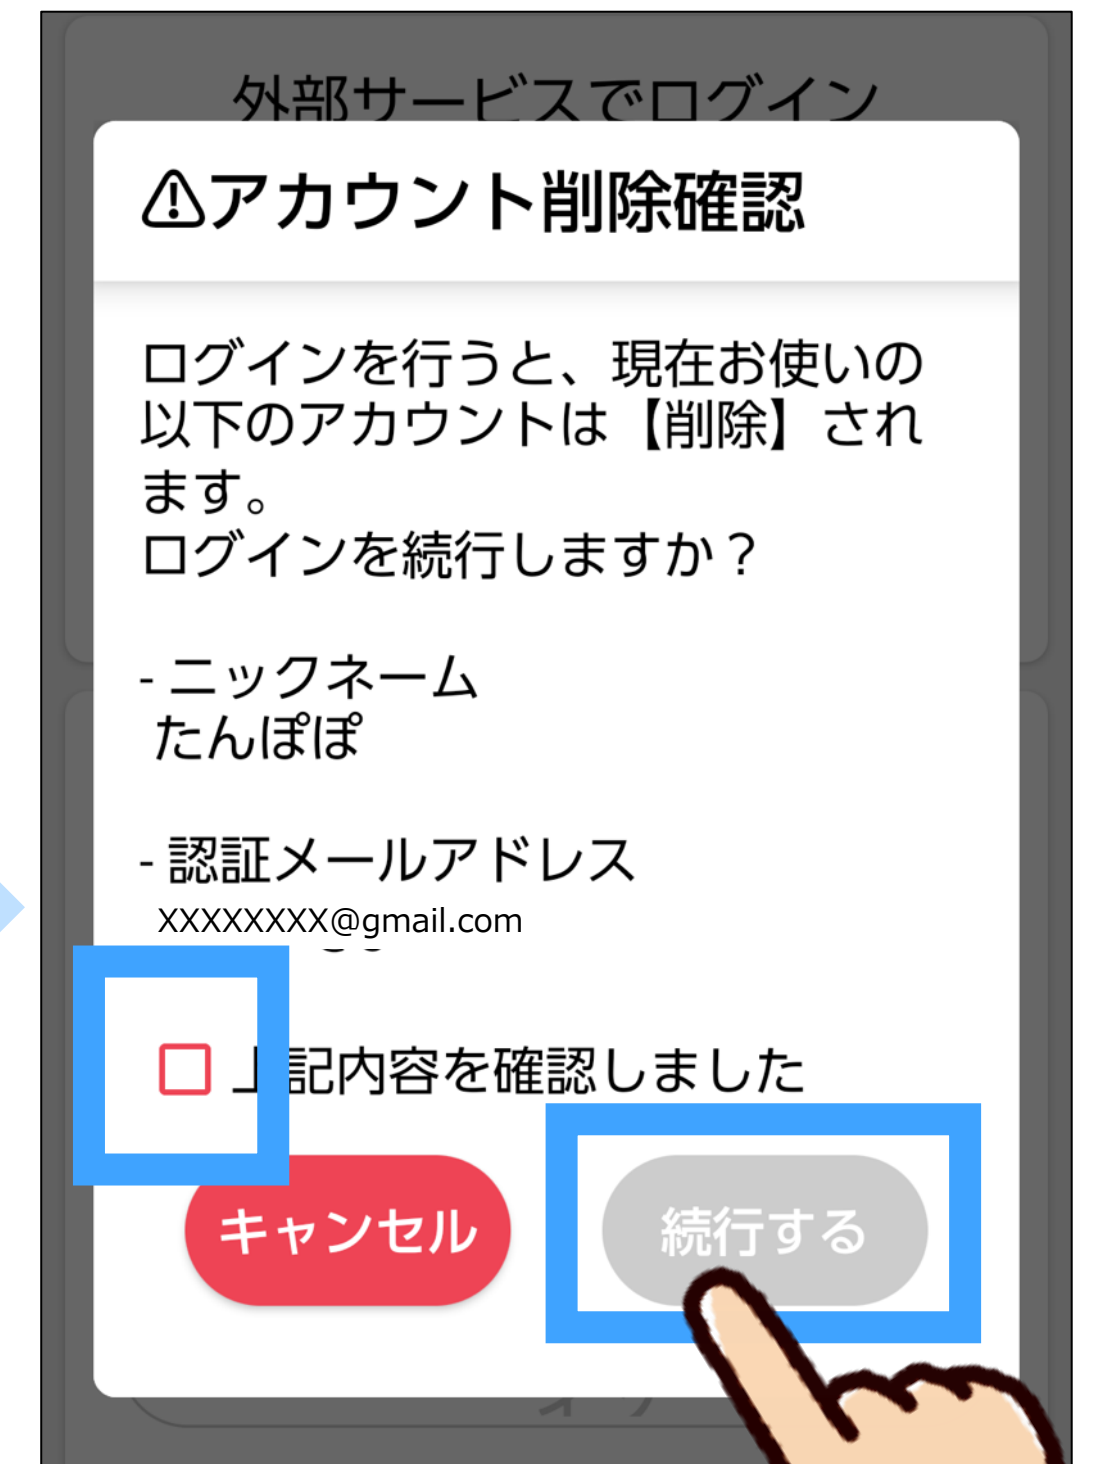 外部サービスでログイン
⚠アカウント削除確認
ログインを行うと、現在お使いの
以下のアカウントは【削除】され
ます。
ログインを続行しますか？
- ニックネーム
たんぽぽ
- 認証メールアドレス
XXXXXXXX@gmail.com
上記内容を確認しました
キャンセル
続行する